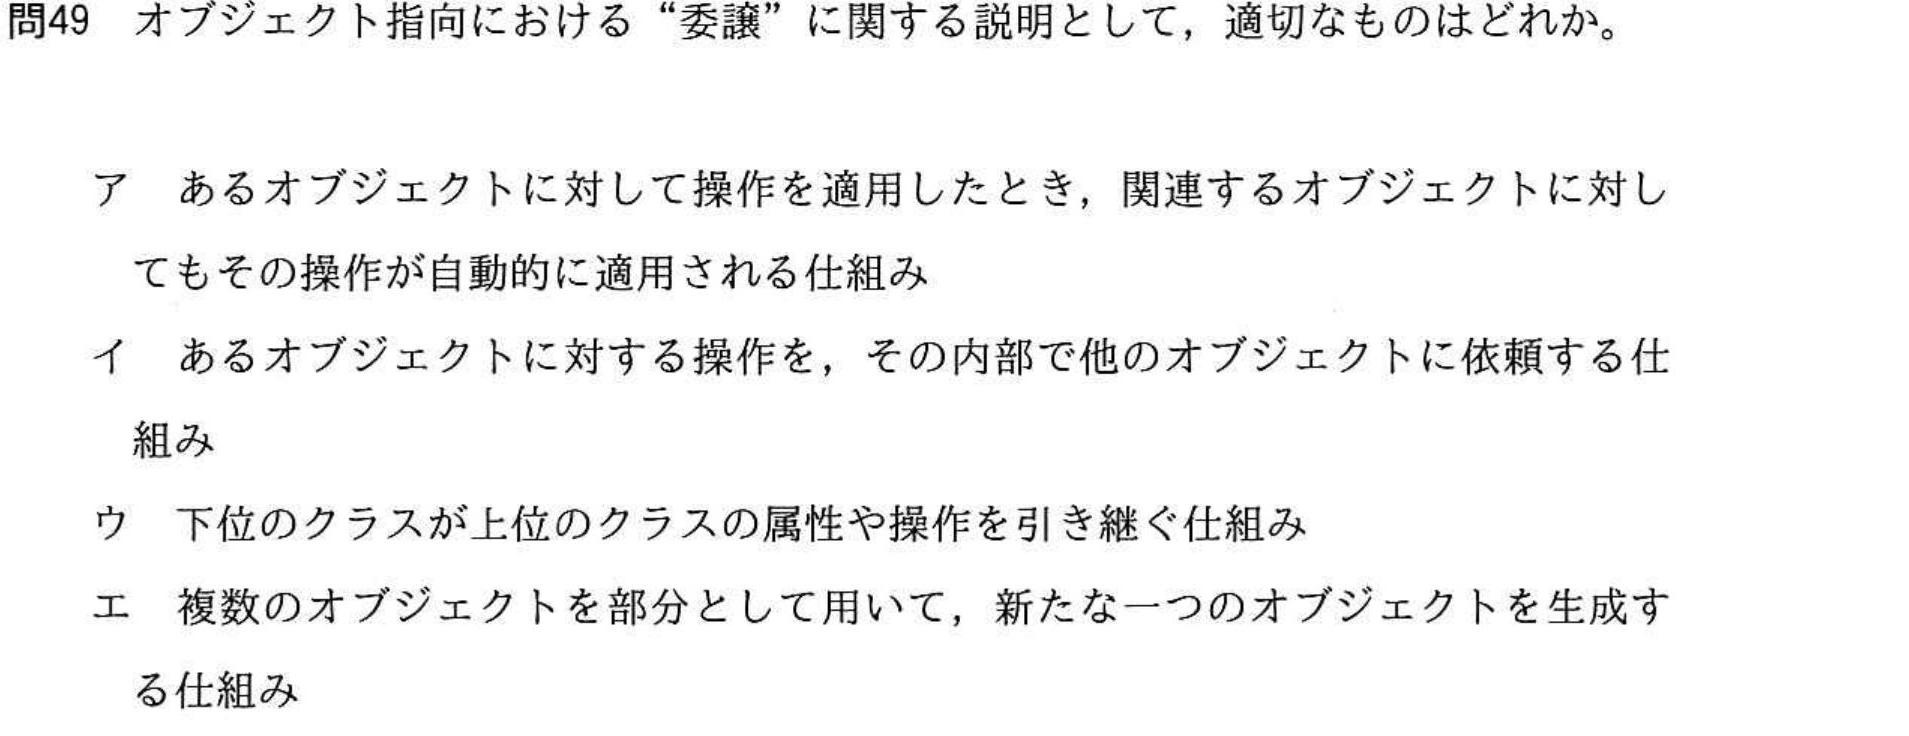 問49　オブジェクト指向における“委譲”に関する説明として，適切なものはどれか。
ア　あるオブジェクトに対して操作を適用したとき，関連するオブジェクトに対し
てもその操作が自動的に適用される仕組み
イ　あるオブジェクトに対する操作を，その内部で他のオブジェクトに依頼する仕
組み
ウ　下位のクラスが上位のクラスの属性や操作を引き継ぐ仕組み
エ　複数のオブジェクトを部分として用いて，新たな一つのオブジェクトを生成す
る仕組み